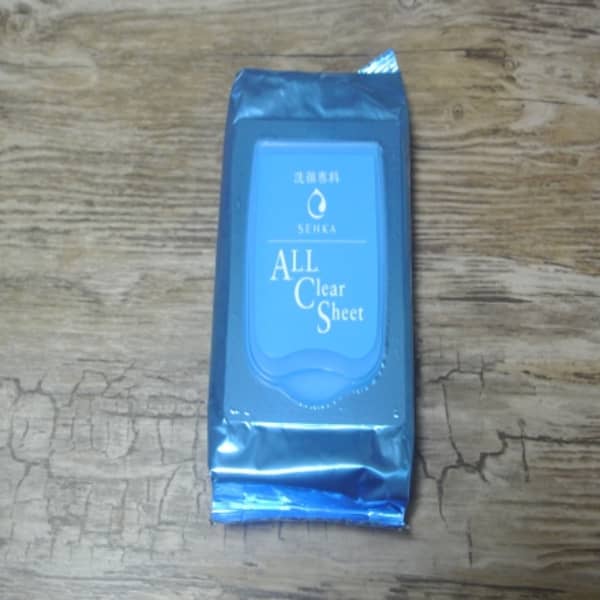 洗顔専科
SENKA
ALL
Clear
Sheet